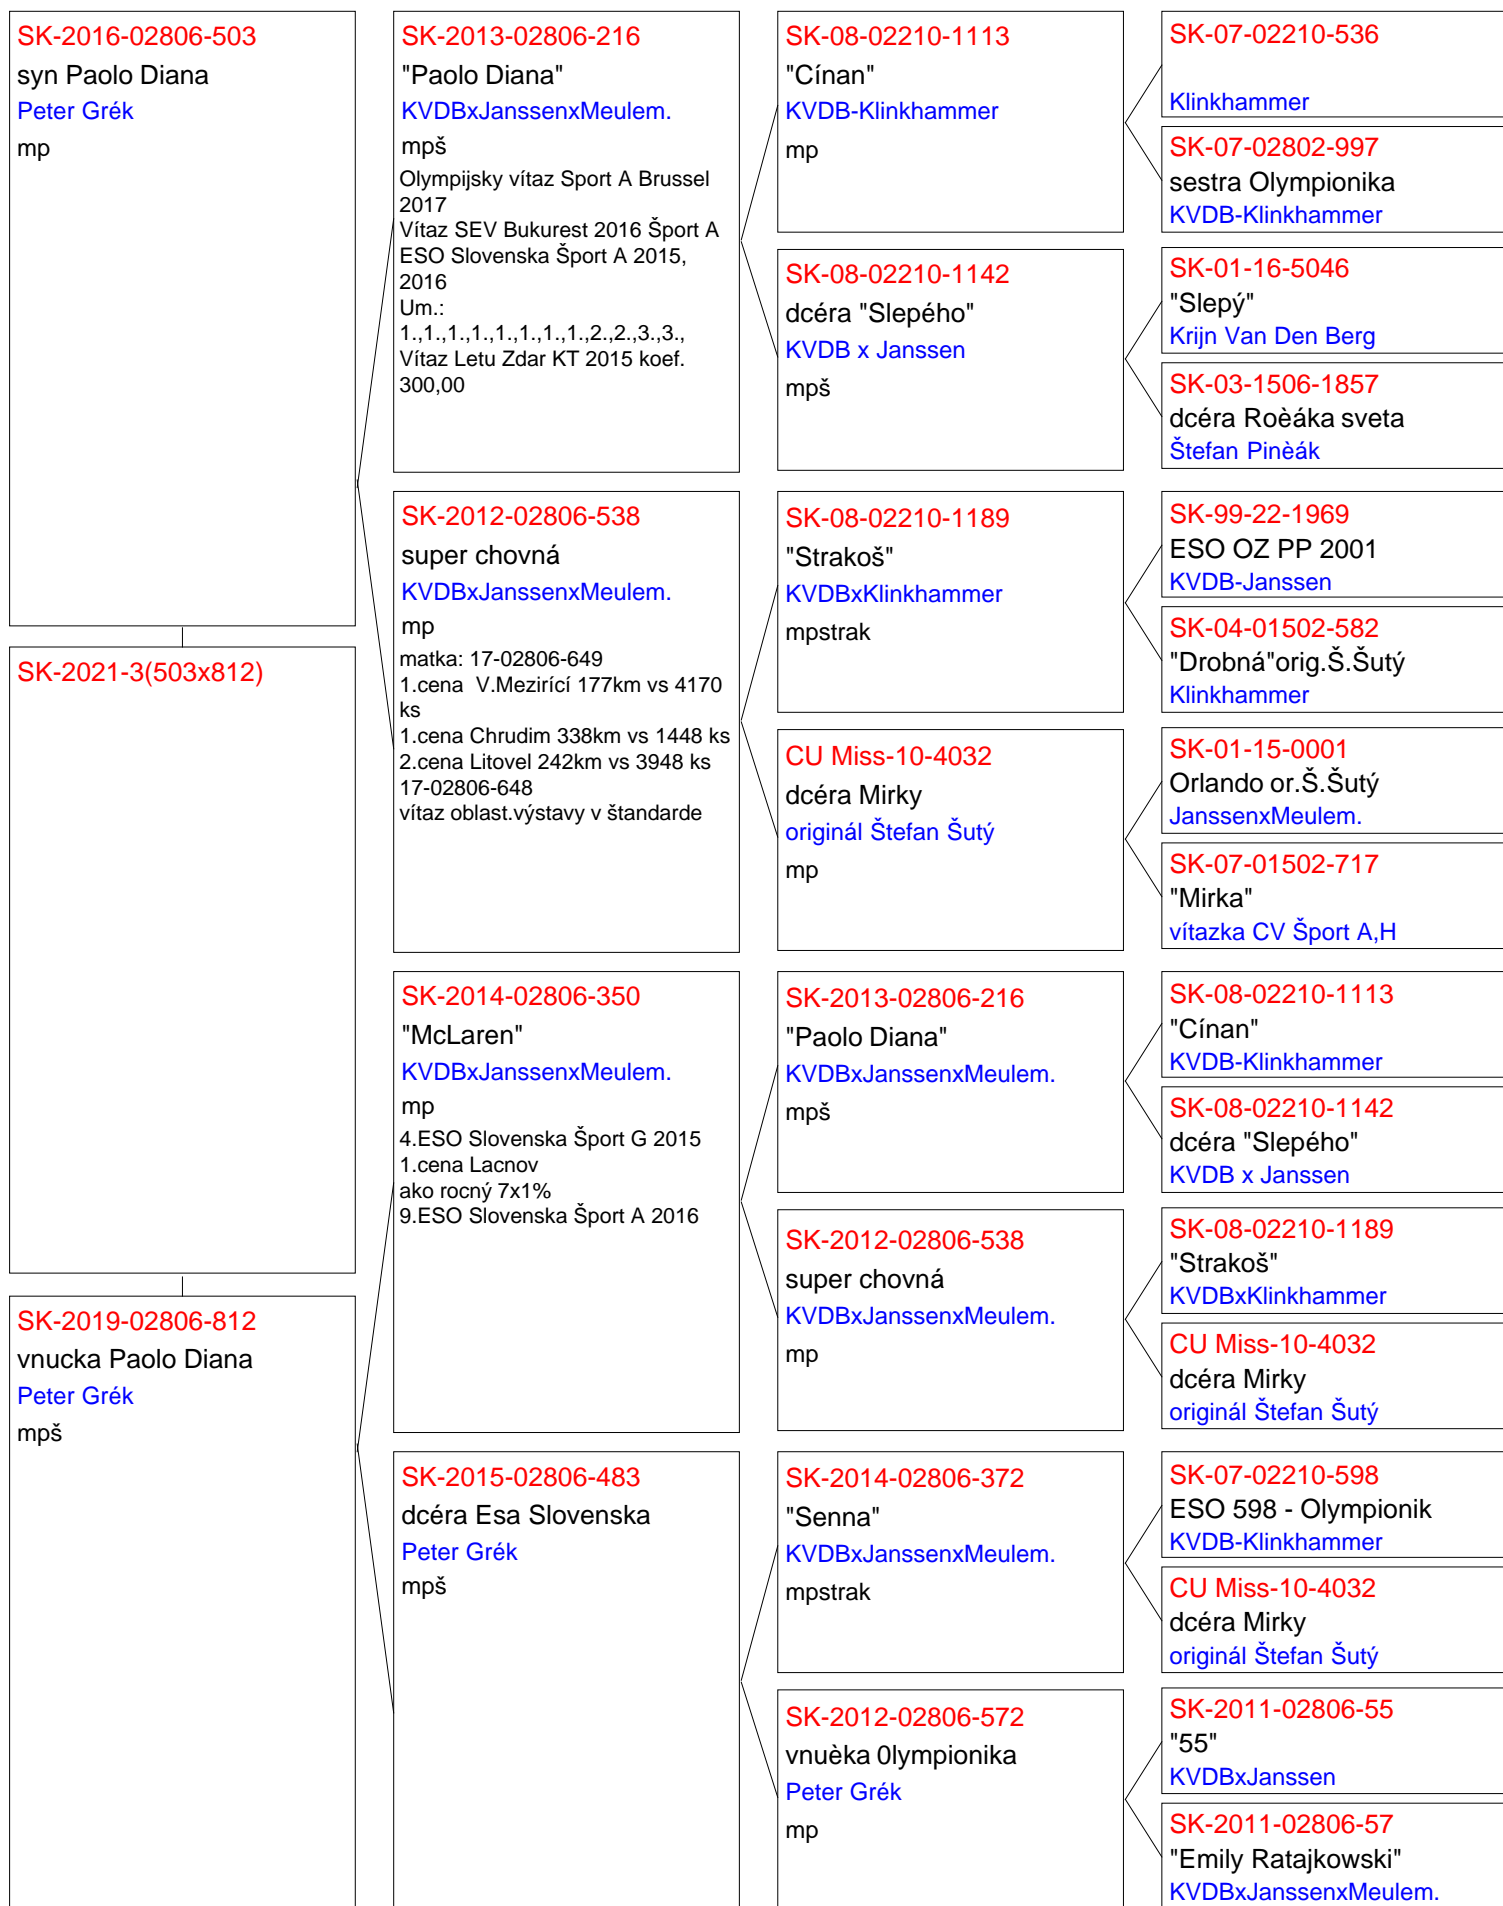 SK-2016-02806-503
syn Paolo Diana
Peter Grék
mp
SK-2021-3(503x812)
SK-2019-02806-812
vnucka Paolo Diana
Peter Grék
mpš
SK-2013-02806-216
"Paolo Diana"
KVDBxJanssenxMeulem.
mpš
Olympijsky vítaz Sport A Brussel
2017
Vítaz SEV Bukurest 2016 Šport A
ESO Slovenska Šport A 2015,
2016
Um.:
1.,1.,1.,1.,1.,1.,1.,1.,2.,2.,3.,3.,
Vítaz Letu Zdar KT 2015 koef.
300,00
SK-2012-02806-538
super chovná
KVDBxJanssenxMeulem.
mp
matka: 17-02806-649
1.cena  V.Mezirící 177km vs 4170
ks
1.cena Chrudim 338km vs 1448 ks
2.cena Litovel 242km vs 3948 ks
17-02806-648
vítaz oblast.výstavy v štandarde
SK-2014-02806-350
"McLaren"
KVDBxJanssenxMeulem.
mp
4.ESO Slovenska Šport G 2015
1.cena Lacnov
ako rocný 7x1%
9.ESO Slovenska Šport A 2016
SK-2015-02806-483
dcéra Esa Slovenska
Peter Grék
mpš
SK-08-02210-1113
"Cínan"
KVDB-Klinkhammer
mp
SK-08-02210-1142
dcéra "Slepého"
KVDB x Janssen
mpš
SK-08-02210-1189
"Strakoš"
KVDBxKlinkhammer
mpstrak
CU Miss-10-4032
dcéra Mirky
originál Štefan Šutý
mp
SK-2013-02806-216
"Paolo Diana"
KVDBxJanssenxMeulem.
mpš
SK-2012-02806-538
super chovná
KVDBxJanssenxMeulem.
mp
SK-2014-02806-372
"Senna"
KVDBxJanssenxMeulem.
mpstrak
SK-2012-02806-572
vnuèka 0lympionika
Peter Grék
mp
SK-07-02210-536
Klinkhammer
SK-07-02802-997
sestra Olympionika
KVDB-Klinkhammer
SK-01-16-5046
"Slepý"
Krijn Van Den Berg
SK-03-1506-1857
dcéra Roèáka sveta
Štefan Pinèák
SK-99-22-1969
ESO OZ PP 2001
KVDB-Janssen
SK-04-01502-582
"Drobná"orig.Š.Šutý
Klinkhammer
SK-01-15-0001
Orlando or.Š.Šutý
JanssenxMeulem.
SK-07-01502-717
"Mirka"
vítazka CV Šport A,H
SK-08-02210-1113
"Cínan"
KVDB-Klinkhammer
SK-08-02210-1142
dcéra "Slepého"
KVDB x Janssen
SK-08-02210-1189
"Strakoš"
KVDBxKlinkhammer
CU Miss-10-4032
dcéra Mirky
originál Štefan Šutý
SK-07-02210-598
ESO 598 - Olympionik
KVDB-Klinkhammer
CU Miss-10-4032
dcéra Mirky
originál Štefan Šutý
SK-2011-02806-55
"55"
KVDBxJanssen
SK-2011-02806-57
"Emily Ratajkowski"
KVDBxJanssenxMeulem.